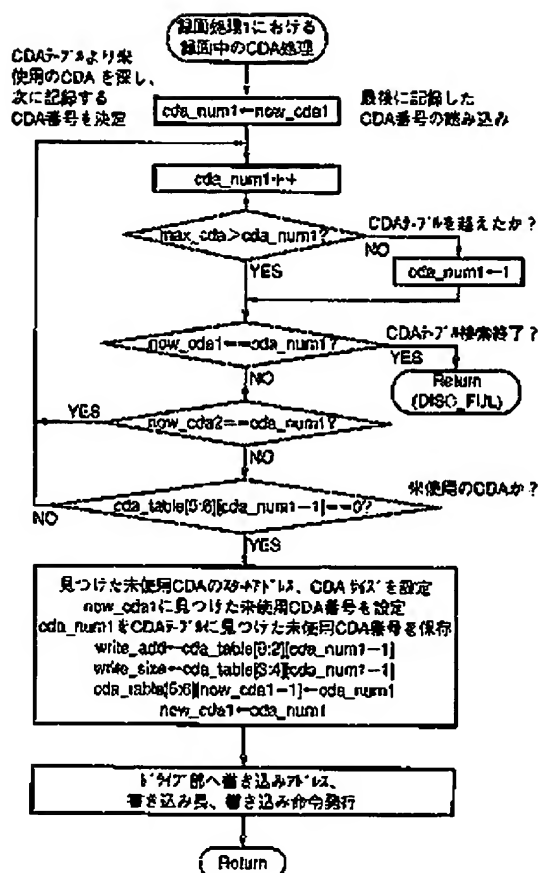 録画処理1における
録画中のCDA処理
CDAテーブルより未
使用のCDA を探し、
次に記録する
CDA番号を決定
cda_num1←now_cda1
最後に記録した
CDA番号の読み込み
cda_num1++
max_cda>cda_num1?
CDAテーブルを越えたか？
NO
YES
cda_num1←1
now_cda1==cda_num1?
CDAテーブル検索終了？
YES
NO
Return
(DISC_FUL)
YES
now_cda2==cda_num1?
NO
未使用のCDAか？
cda_table[5:6][cda_num1-1]==0?
NO
YES
見つけた未使用CDAのスタートアドレス、CDA サイズを設定
now_cda1に見つけた未使用CDA番号を設定
cda_num1をCDAテーブルに見つけた未使用CDA番号を保存
write_add←cda_table[0:2][cda_num1-1]
write_size←cda_table[3:4][cda_num1-1]
cda_table[5:6][now_cda1-1]←cda_num1
now_cda1←cda_num1
ドライブ部へ書き込みアドレス、
書き込み長、書き込み命令発行
Return